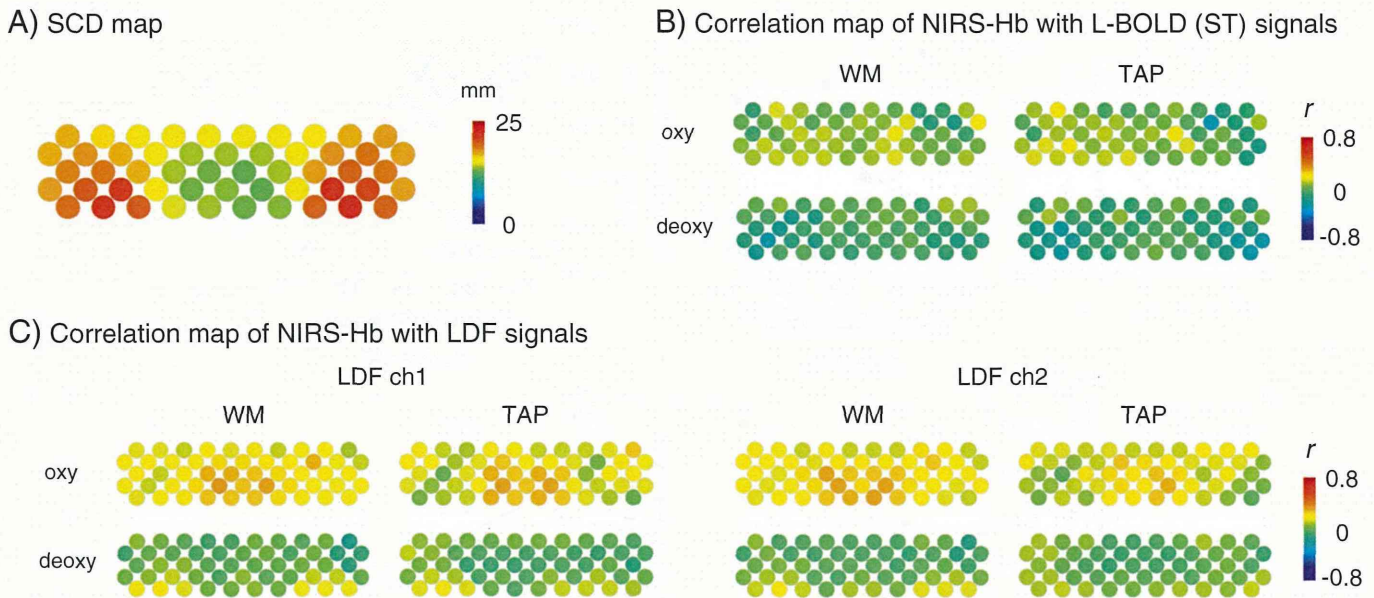 A) SCD map
mm
25
0
B) Correlation map of NIRS-Hb with L-BOLD (ST) signals
WM TAP
oxy
deoxy
r
0.8
0
-0.8
C) Correlation map of NIRS-Hb with LDF signals
LDF ch1
WM TAP
oxy
deoxy
LDF ch2
WM TAP
r
0.8
0
-0.8